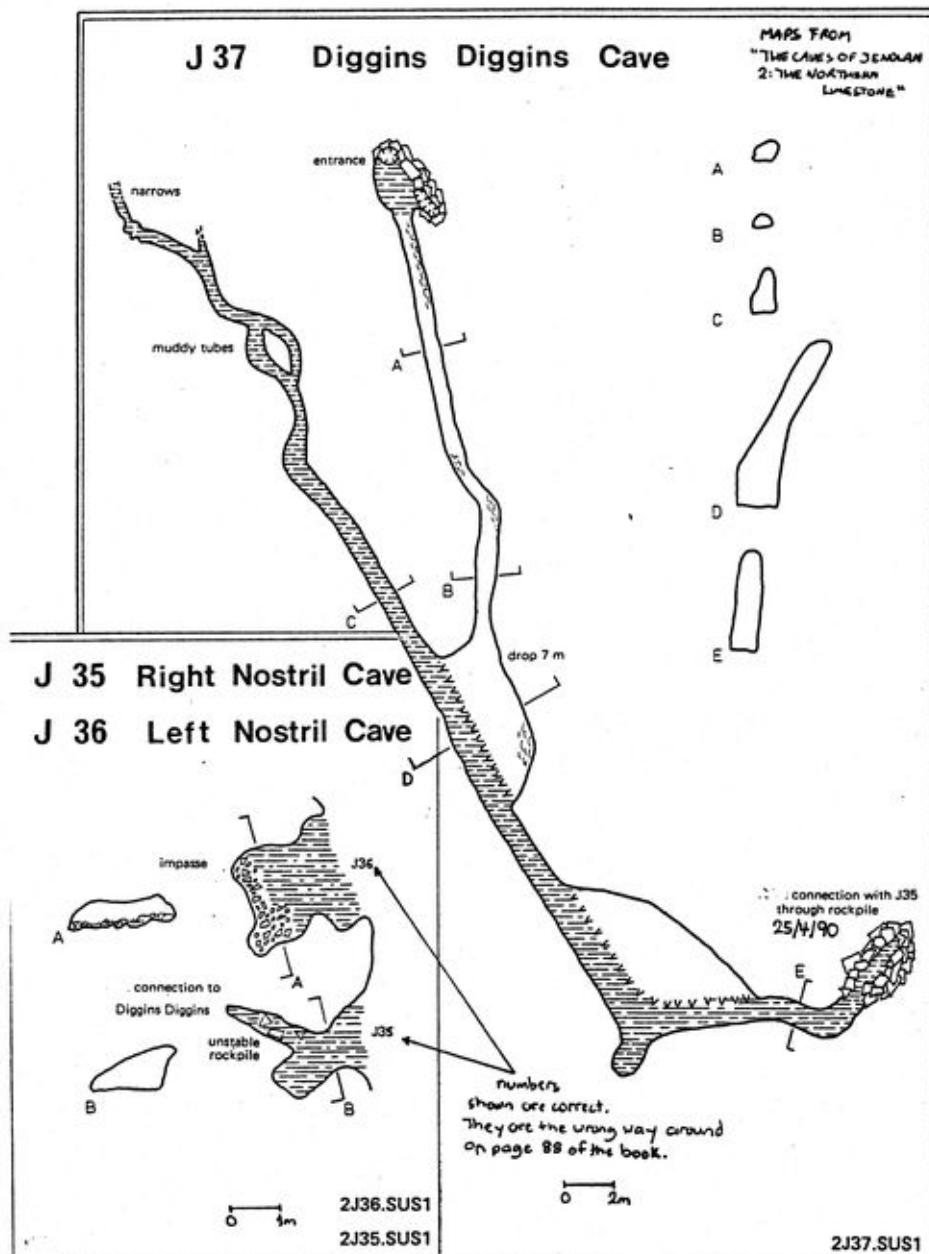 J 37 Diggins Diggins Cave
MAPS FROM
"THE CAVES OF JENOLAN
2: THE NORTHERN
LIMESTONE"
entrance
narrows
muddy tubes
A
B
C
D
E
A
B
C
drop 7 m
D
J 35 Right Nostril Cave
J 36 Left Nostril Cave
impasse
J36
A
A
connection to
Diggins Diggins
unstable
rockpile
J35
B
B
connection with J35
through rockpile
25/4/90
E
numbers
shown are correct.
They are the wrong way around
on page 88 of the book.
0 1m
2J36.SUS1
2J35.SUS1
0 2m
2J37.SUS1